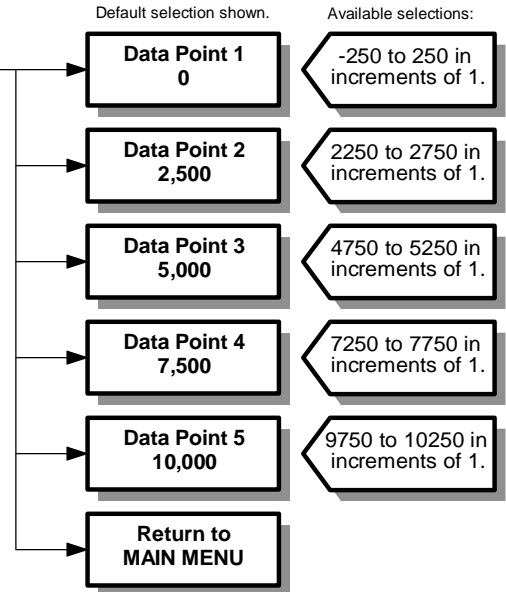 Default selection shown.
Available selections:
Data Point 1
0
-250 to 250 in
increments of 1.
Data Point 2
2,500
2250 to 2750 in
increments of 1.
Data Point 3
5,000
4750 to 5250 in
increments of 1.
Data Point 4
7,500
7250 to 7750 in
increments of 1.
Data Point 5
10,000
9750 to 10250 in
increments of 1.
Return to
MAIN MENU